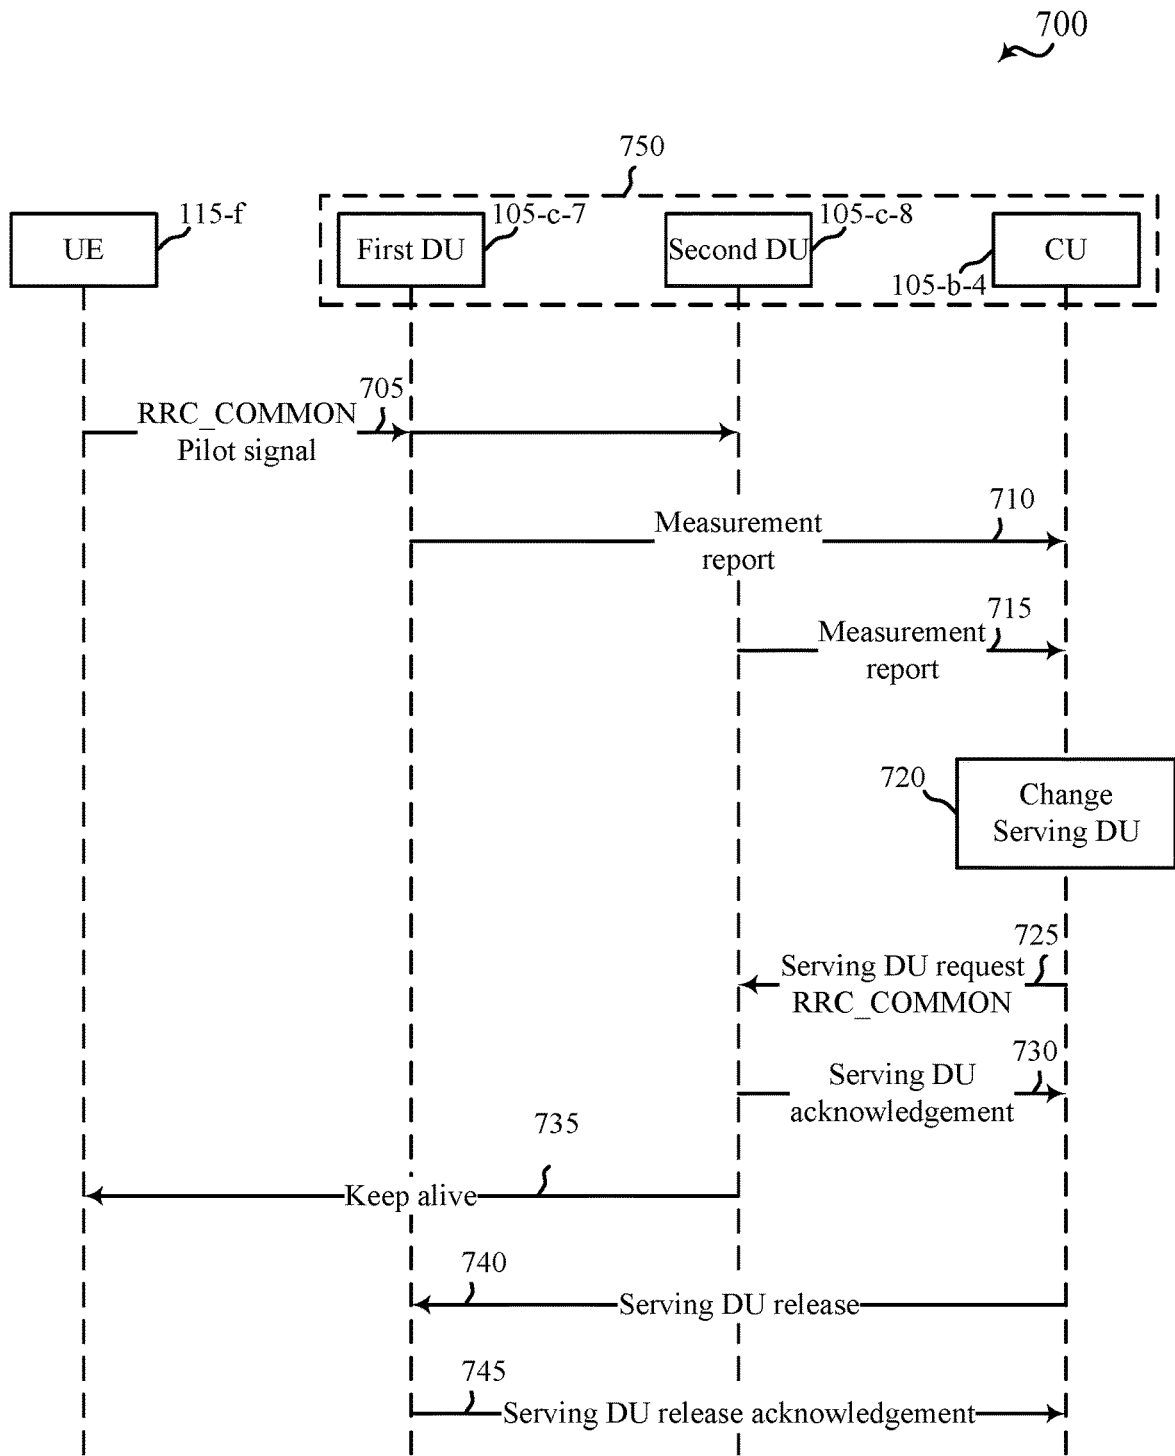 700
750
115-f
105-c-7
105-c-8
UE
First DU
Second DU
CU
105-b-4
705
RRC_COMMON
Pilot signal
710
Measurement
report
715
Measurement
report
720
Change
Serving DU
725
Serving DU request
RRC_COMMON
730
Serving DU
acknowledgement
735
Keep alive
740
Serving DU release
745
Serving DU release acknowledgement